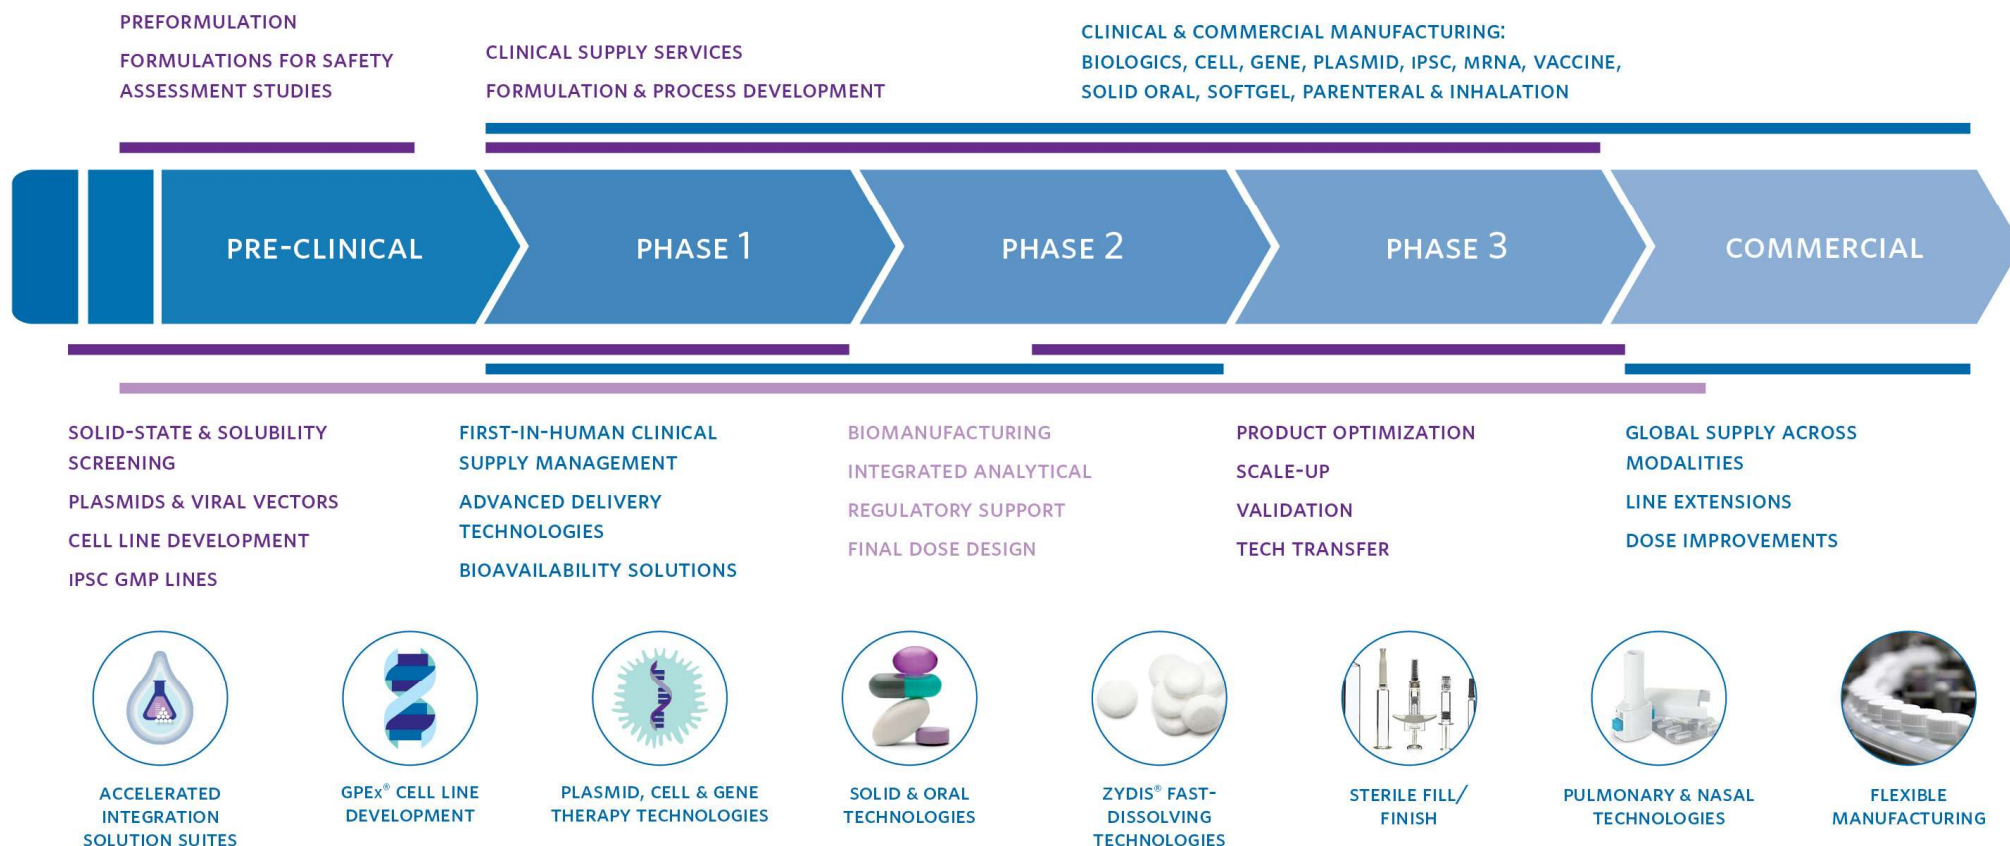 PREFORMULATION
FORMULATIONS FOR SAFETY
ASSESSMENT STUDIES
CLINICAL SUPPLY SERVICES
FORMULATION & PROCESS DEVELOPMENT
CLINICAL & COMMERCIAL MANUFACTURING:
BIOLOGICS, CELL, GENE, PLASMID, iPSC, mRNA, VACCINE,
SOLID ORAL, SOFTGEL, PARENTERAL & INHALATION
PRE-CLINICAL
PHASE 1
PHASE 2
PHASE 3
COMMERCIAL
SOLID-STATE & SOLUBILITY
SCREENING
PLASMIDS & VIRAL VECTORS
CELL LINE DEVELOPMENT
iPSC GMP LINES
FIRST-IN-HUMAN CLINICAL
SUPPLY MANAGEMENT
ADVANCED DELIVERY
TECHNOLOGIES
BIOAVAILABILITY SOLUTIONS
BIOMANUFACTURING
INTEGRATED ANALYTICAL
REGULATORY SUPPORT
FINAL DOSE DESIGN
PRODUCT OPTIMIZATION
SCALE-UP
VALIDATION
TECH TRANSFER
GLOBAL SUPPLY ACROSS
MODALITIES
LINE EXTENSIONS
DOSE IMPROVEMENTS
ACCELERATED
INTEGRATION
SOLUTION SUITES
GPEx® CELL LINE
DEVELOPMENT
PLASMID, CELL & GENE
THERAPY TECHNOLOGIES
SOLID & ORAL
TECHNOLOGIES
ZYDIS® FAST-
DISSOLVING
TECHNOLOGIES
STERILE FILL/
FINISH
PULMONARY & NASAL
TECHNOLOGIES
FLEXIBLE
MANUFACTURING